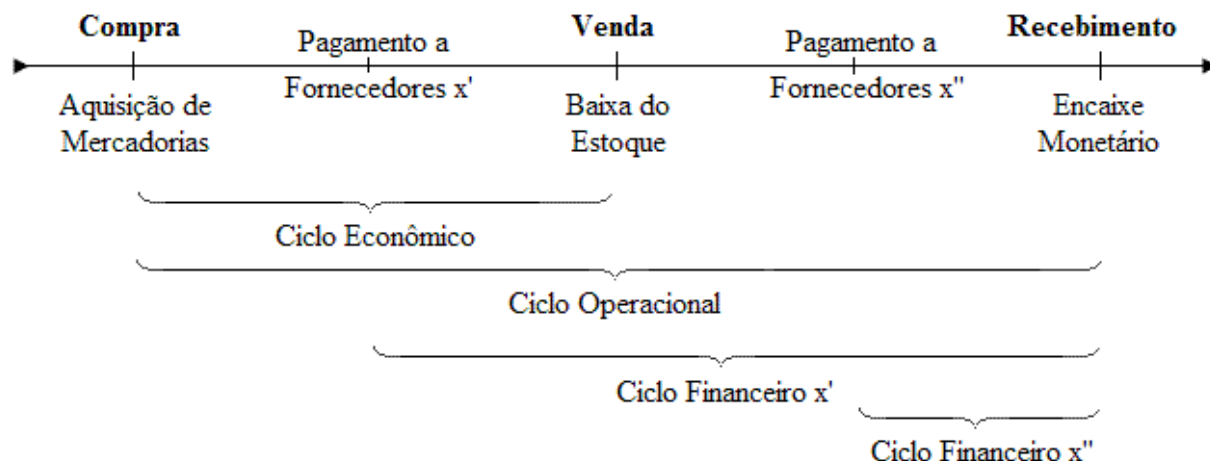 Compra
Pagamento a
Fornecedores x'
Venda
Pagamento a
Fornecedores x"
Recebimento
Aquisição de
Mercadorias
Baixa do
Estoque
Encaixe
Monetário
Ciclo Econômico
Ciclo Operacional
Ciclo Financeiro x'
Ciclo Financeiro x"